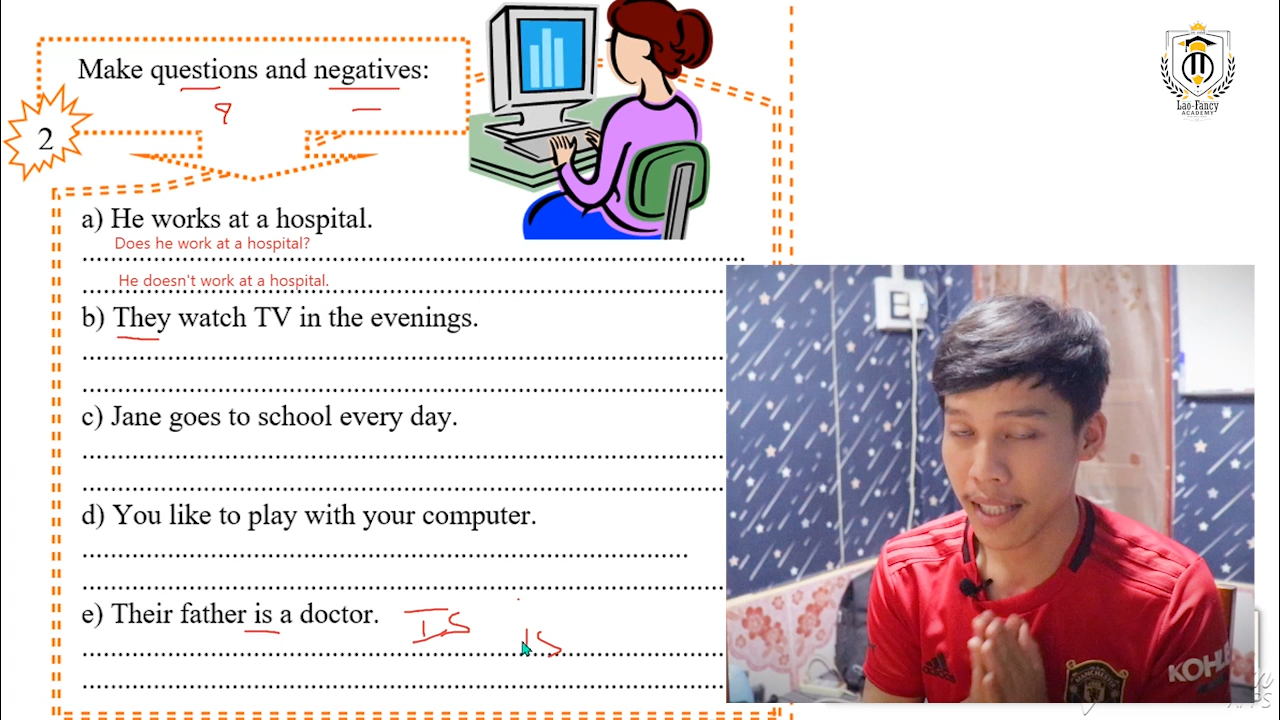 Make questions and negatives:
?
2
a) He works at a hospital.
Does he work at a hospital?
He doesn't work at a hospital.
b) They watch TV in the evenings.
c) Jane goes to school every day.
d) You like to play with your computer.
e) Their father is a doctor.
IS
is
Lao-Fancy
ACADEMY
KOHLE